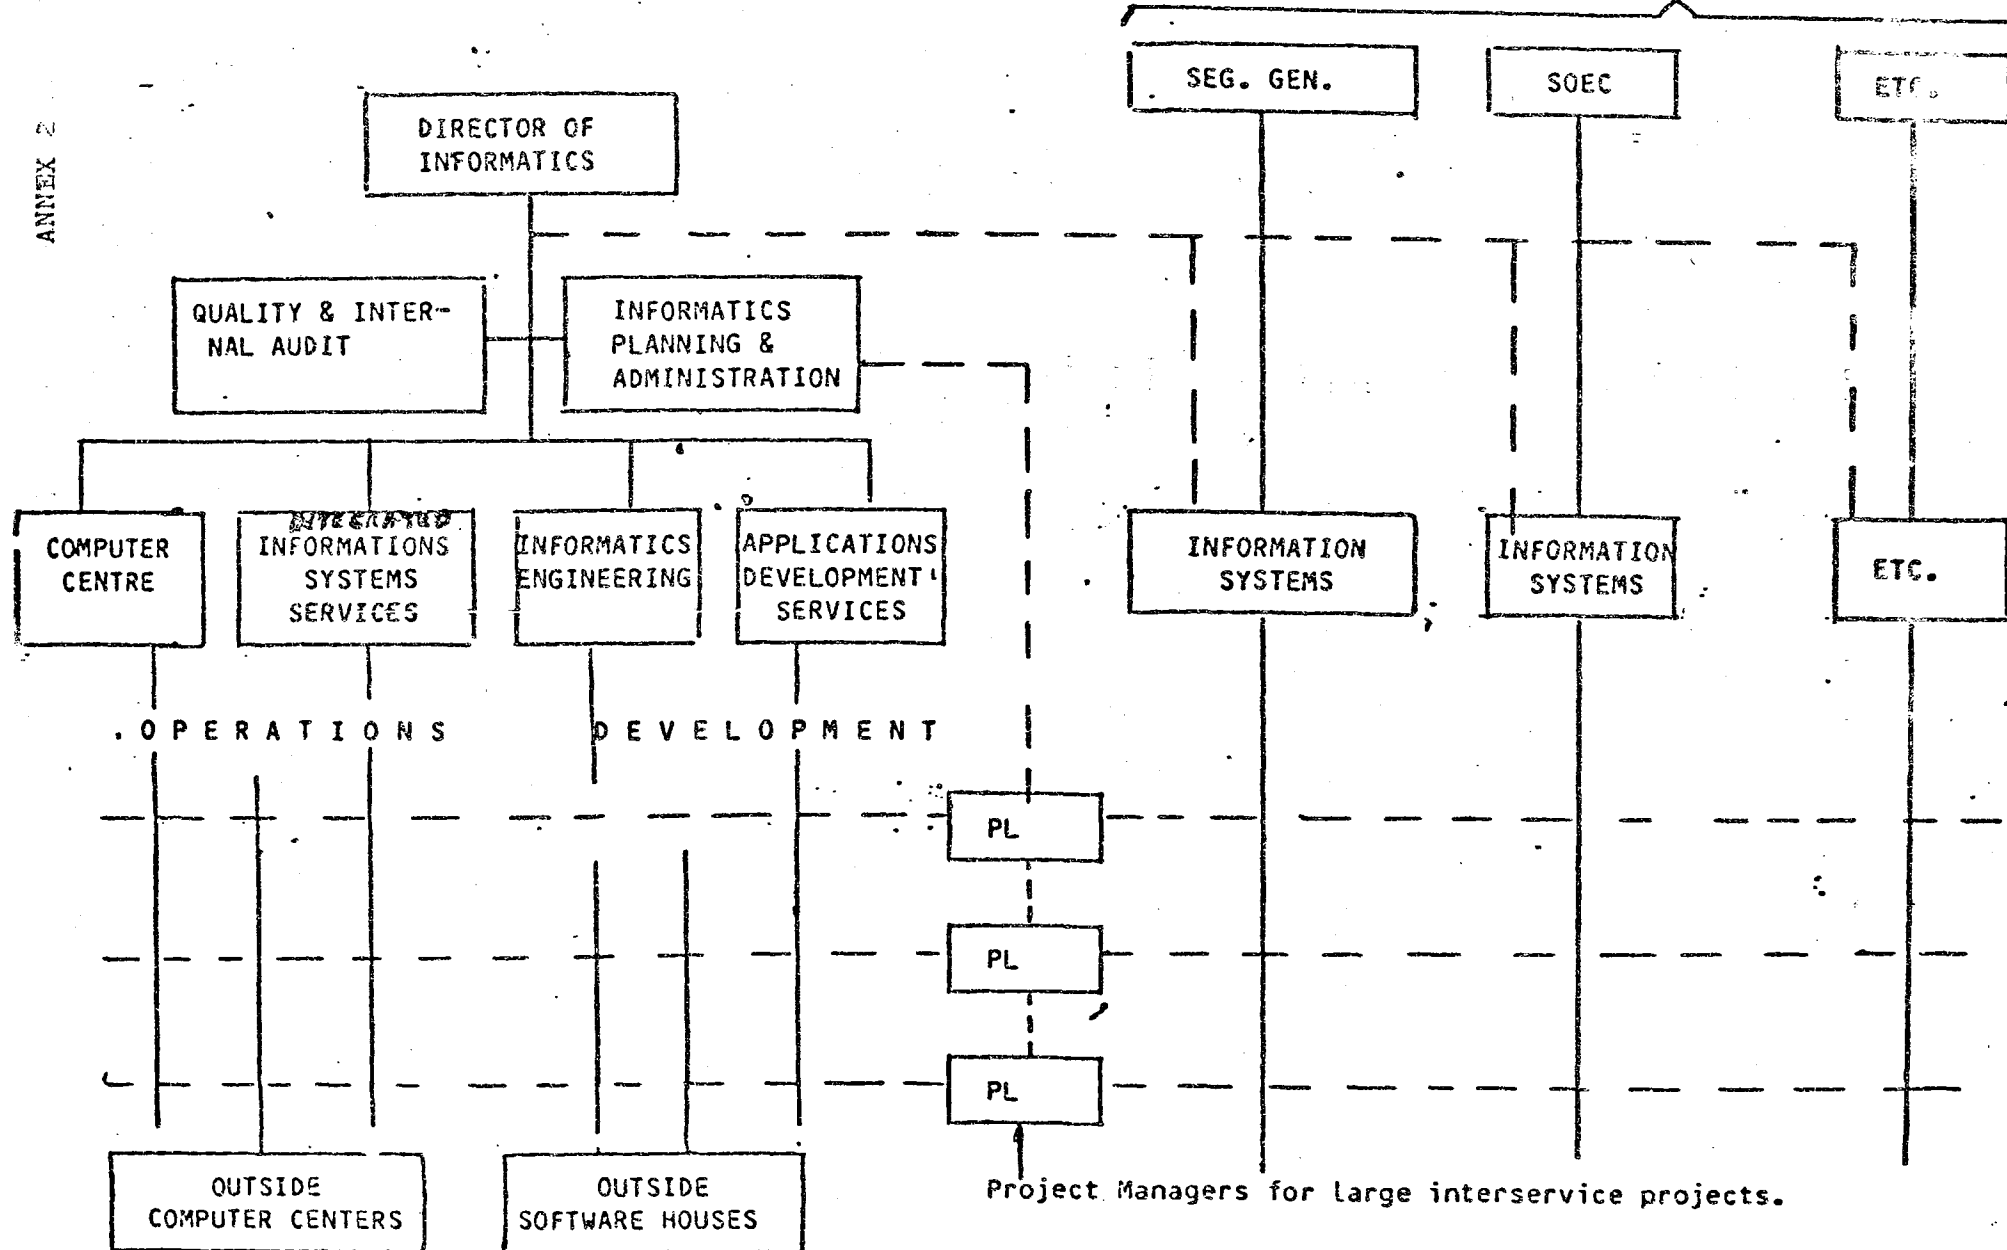 ANNEX 2
SEG. GEN.
SOEC
ETC.
DIRECTOR OF
INFORMATICS
QUALITY & INTER-
NAL AUDIT
INFORMATICS
PLANNING &
ADMINISTRATION
COMPUTER
CENTRE
INTEGRATED
INFORMATIONS
SYSTEMS
SERVICES
INFORMATICS
ENGINEERING
APPLICATIONS
DEVELOPMENT
SERVICES
INFORMATION
SYSTEMS
INFORMATION
SYSTEMS
ETC.
OPERATIONS
DEVELOPMENT
PL
PL
PL
Project Managers for large interservice projects.
OUTSIDE
COMPUTER CENTERS
OUTSIDE
SOFTWARE HOUSES